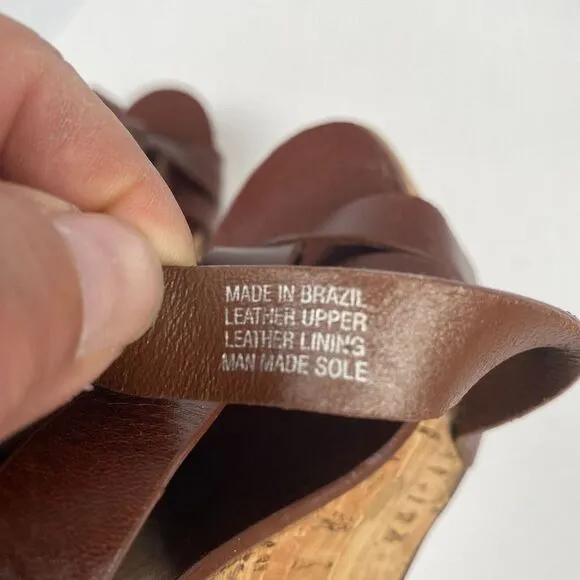 MADE IN BRAZIL
LEATHER UPPER
LEATHER LINING
MAN MADE SOLE